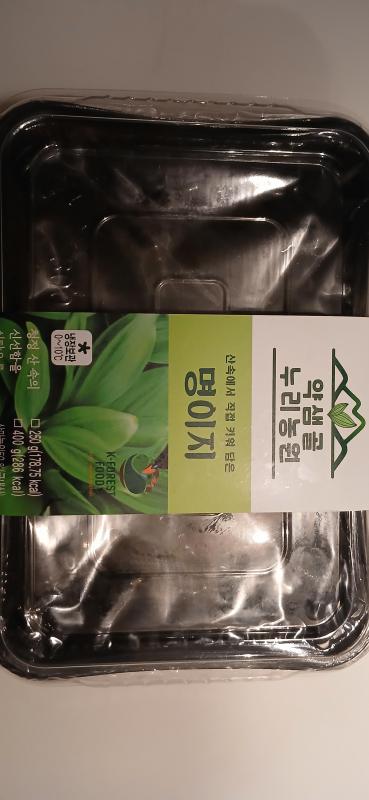 약샘골
누리농원
산속에서 직접 키워 담은
명이지
K-FOREST
FOOD
냉장보관
0~10℃
청정 산 속의
신선함을
□ 250 g(178.75 kcal)
□ 400 g(286 kcal)